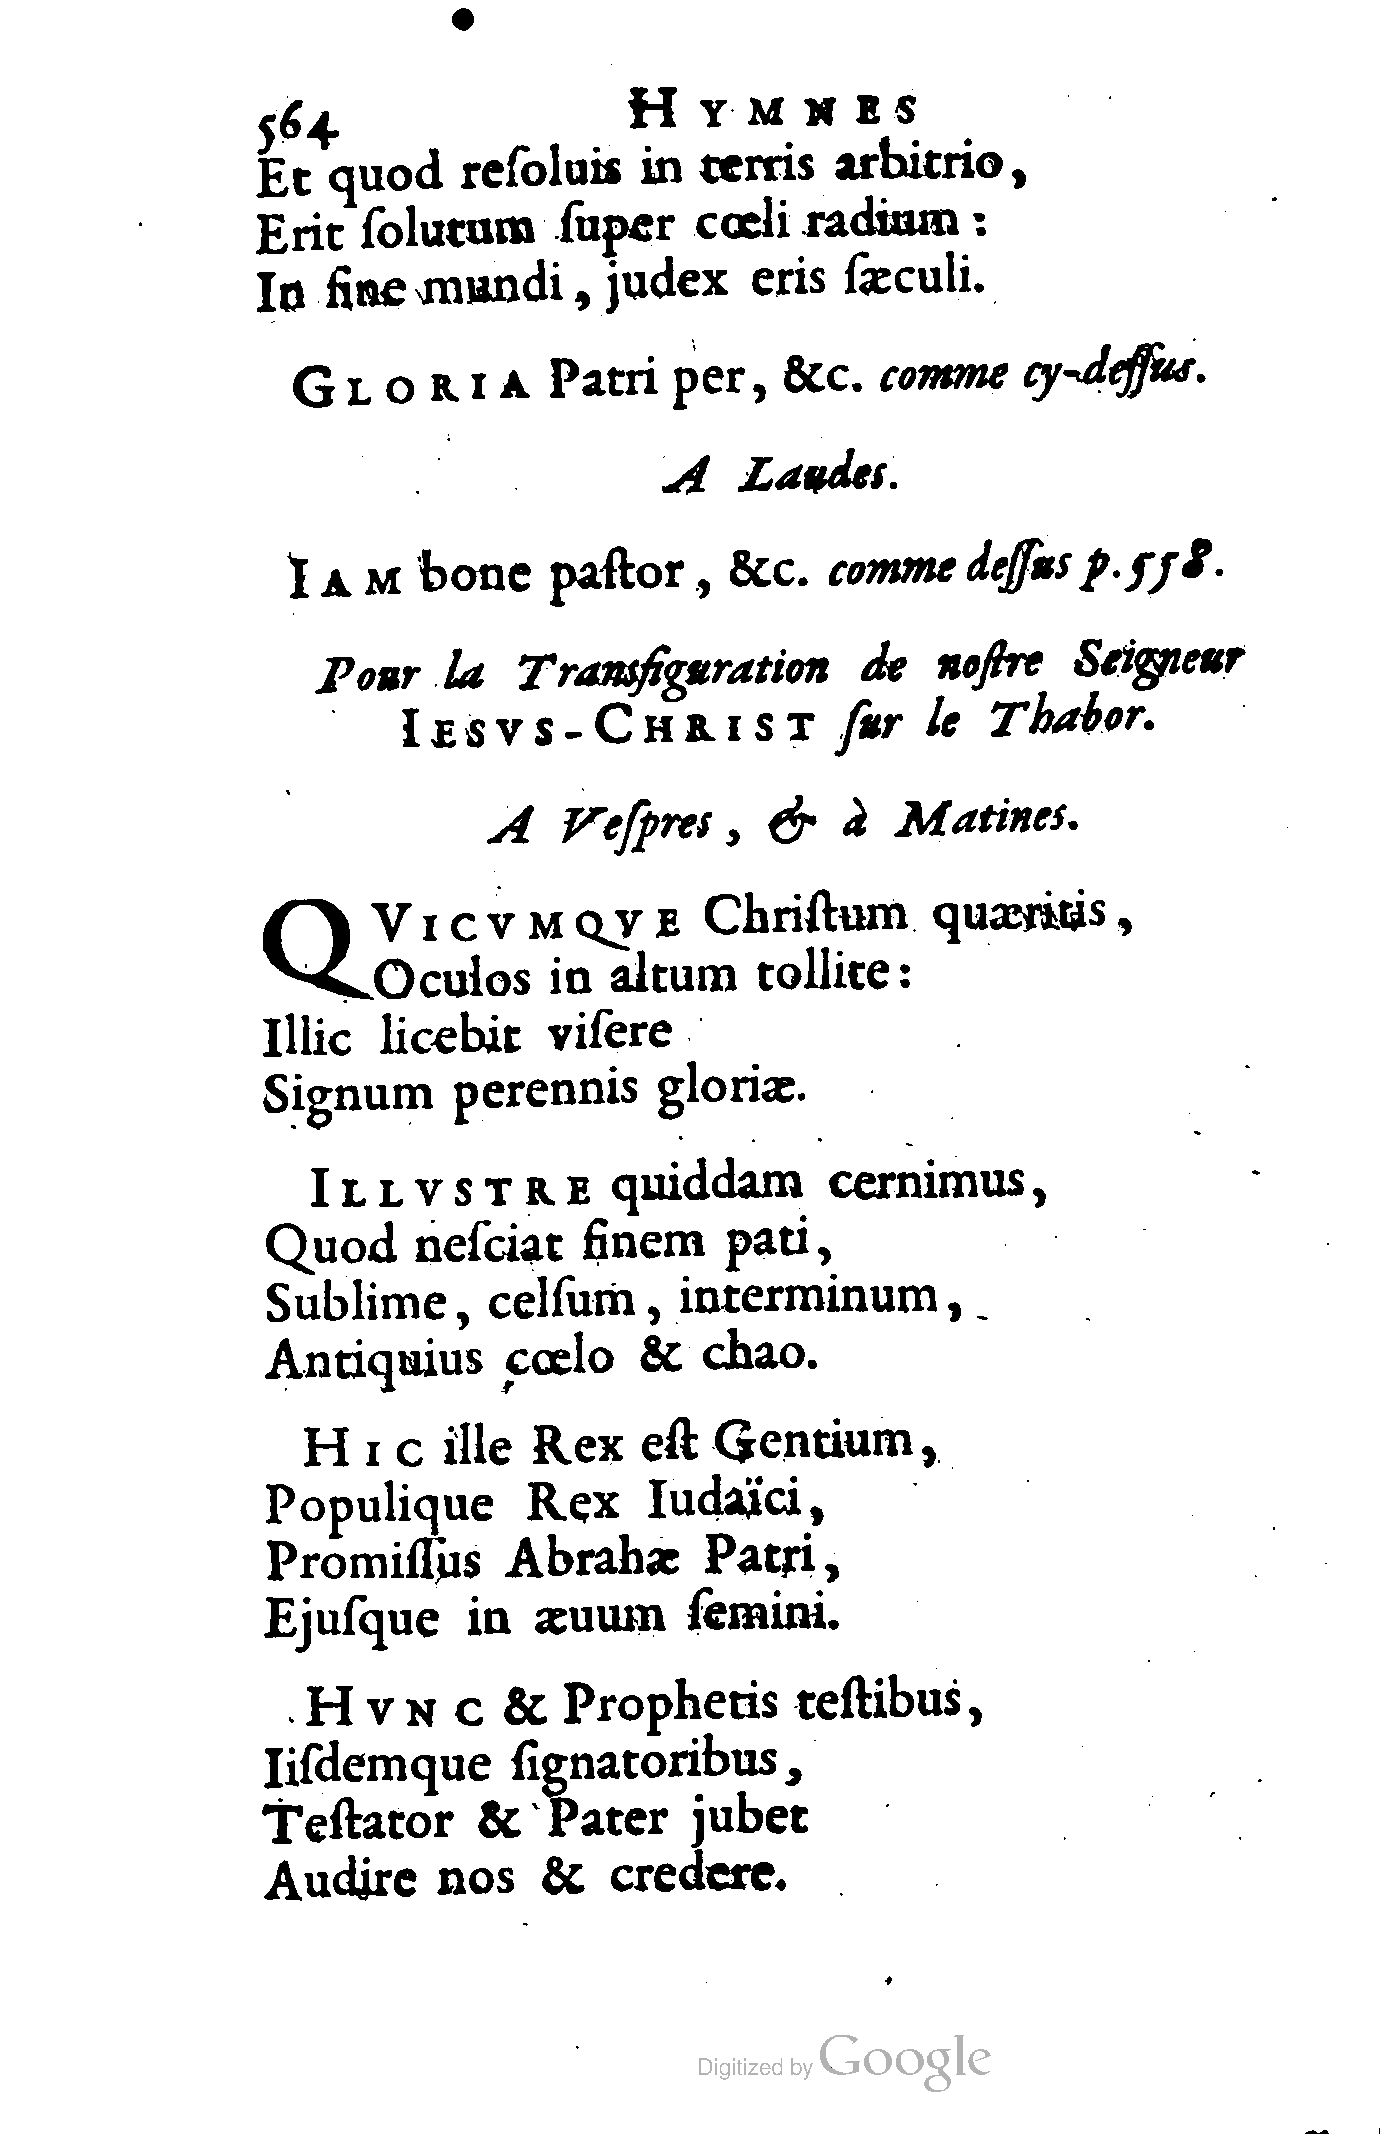 564 HYMNES
Et quod reſoluis in terris arbitrio,
Erit ſolutum ſuper cœli radium :
In fine mundi, judex eris ſæculi.
GLORIA Patri per, &c. comme cy-deſſus.
A Laudes.
IAM bone paſtor, &c. comme deſſus p. 558.
Pour la Transfiguration de noſtre Seigneur
IESVS-CHRIST ſur le Thabor.
A Veſpres, & à Matines.
QVICVMQVE Chriſtum quæritis,
Oculos in altum tollite :
Illic licebit viſere
Signum perennis gloriæ.
ILLVSTRE quiddam cernimus,
Quod neſciat finem pati,
Sublime, celſum, interminum,
Antiquius cœlo & chao.
HIC ille Rex eſt Gentium,
Populique Rex Iudaïci,
Promiſſus Abrahæ Patri,
Ejuſque in æuum ſemini.
HVNC & Prophetis teſtibus,
Iiſdemque ſignatoribus,
Teſtator & Pater jubet
Audire nos & credere.
Digitized by Google